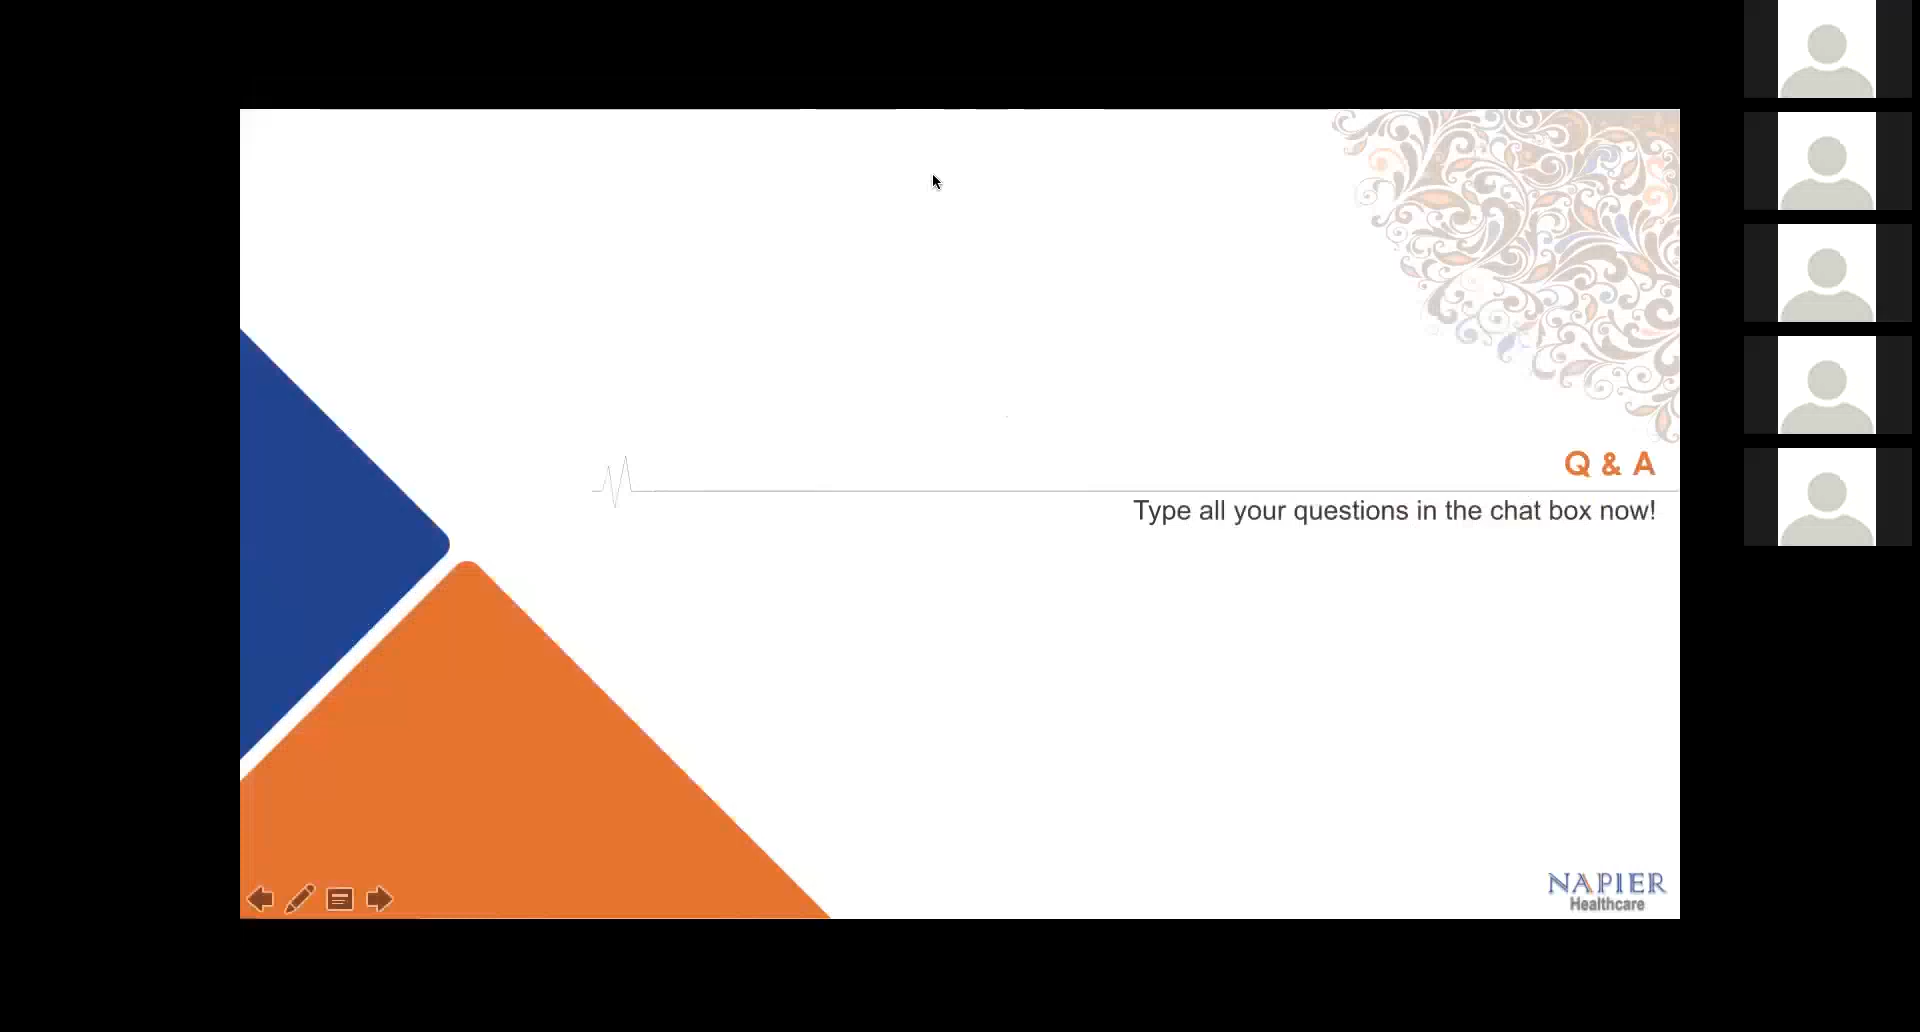 Q & A
Type all your questions in the chat box now!
NAPIER
Healthcare